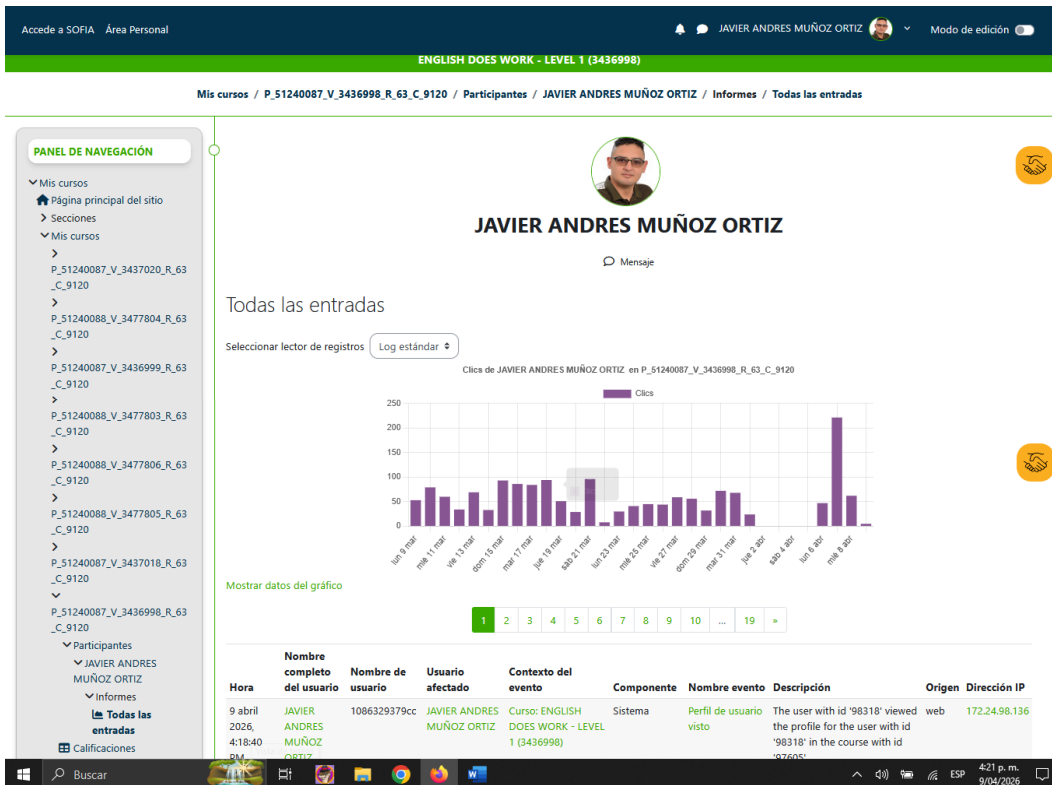 Accede a SOFIA Área Personal
JAVIER ANDRES MUÑOZ ORTIZ
Modo de edición
ENGLISH DOES WORK - LEVEL 1 (3436998)
Mis cursos / P_51240087_V_3436998_R_63_C_9120 / Participantes / JAVIER ANDRES MUÑOZ ORTIZ / Informes / Todas las entradas
PANEL DE NAVEGACIÓN
Mis cursos
Página principal del sitio
Secciones
Mis cursos
P_51240087_V_3437020_R_63
_C_9120
P_51240088_V_3477804_R_63
_C_9120
P_51240087_V_3436999_R_63
_C_9120
P_51240088_V_3477803_R_63
_C_9120
P_51240088_V_3477806_R_63
_C_9120
P_51240088_V_3477805_R_63
_C_9120
P_51240087_V_3437018_R_63
_C_9120
P_51240087_V_3436998_R_63
_C_9120
Participantes
JAVIER ANDRES
MUÑOZ ORTIZ
Informes
Todas las
entradas
Calificaciones
JAVIER ANDRES MUÑOZ ORTIZ
Mensaje
Todas las entradas
Seleccionar lector de registros Log estándar
Clics de JAVIER ANDRES MUÑOZ ORTIZ en P_51240087_V_3436998_R_63_C_9120
Clics
250
200
150
100
50
0
lun 9 mar
mié 11 mar
vie 13 mar
dom 15 mar
mar 17 mar
jue 19 mar
sáb 21 mar
lun 23 mar
mié 25 mar
vie 27 mar
dom 29 mar
mar 31 mar
jue 2 abr
sáb 4 abr
lun 6 abr
mié 8 abr
Mostrar datos del gráfico
1 2 3 4 5 6 7 8 9 10 ... 19 »
Hora
Nombre
completo
del usuario
Nombre de
usuario
Usuario
afectado
Contexto del
evento
Componente
Nombre evento
Descripción
Origen
Dirección IP
9 abril
2026,
4:18:40
PM
JAVIER
ANDRES
MUÑOZ
ORTIZ
1086329379cc
JAVIER ANDRES
MUÑOZ ORTIZ
Curso: ENGLISH
DOES WORK - LEVEL
1 (3436998)
Sistema
Perfil de usuario
visto
The user with id '98318' viewed
the profile for the user with id
'98318' in the course with id
'97605'.
web
172.24.98.136
Buscar
ESP
4:21 p. m.
9/04/2026